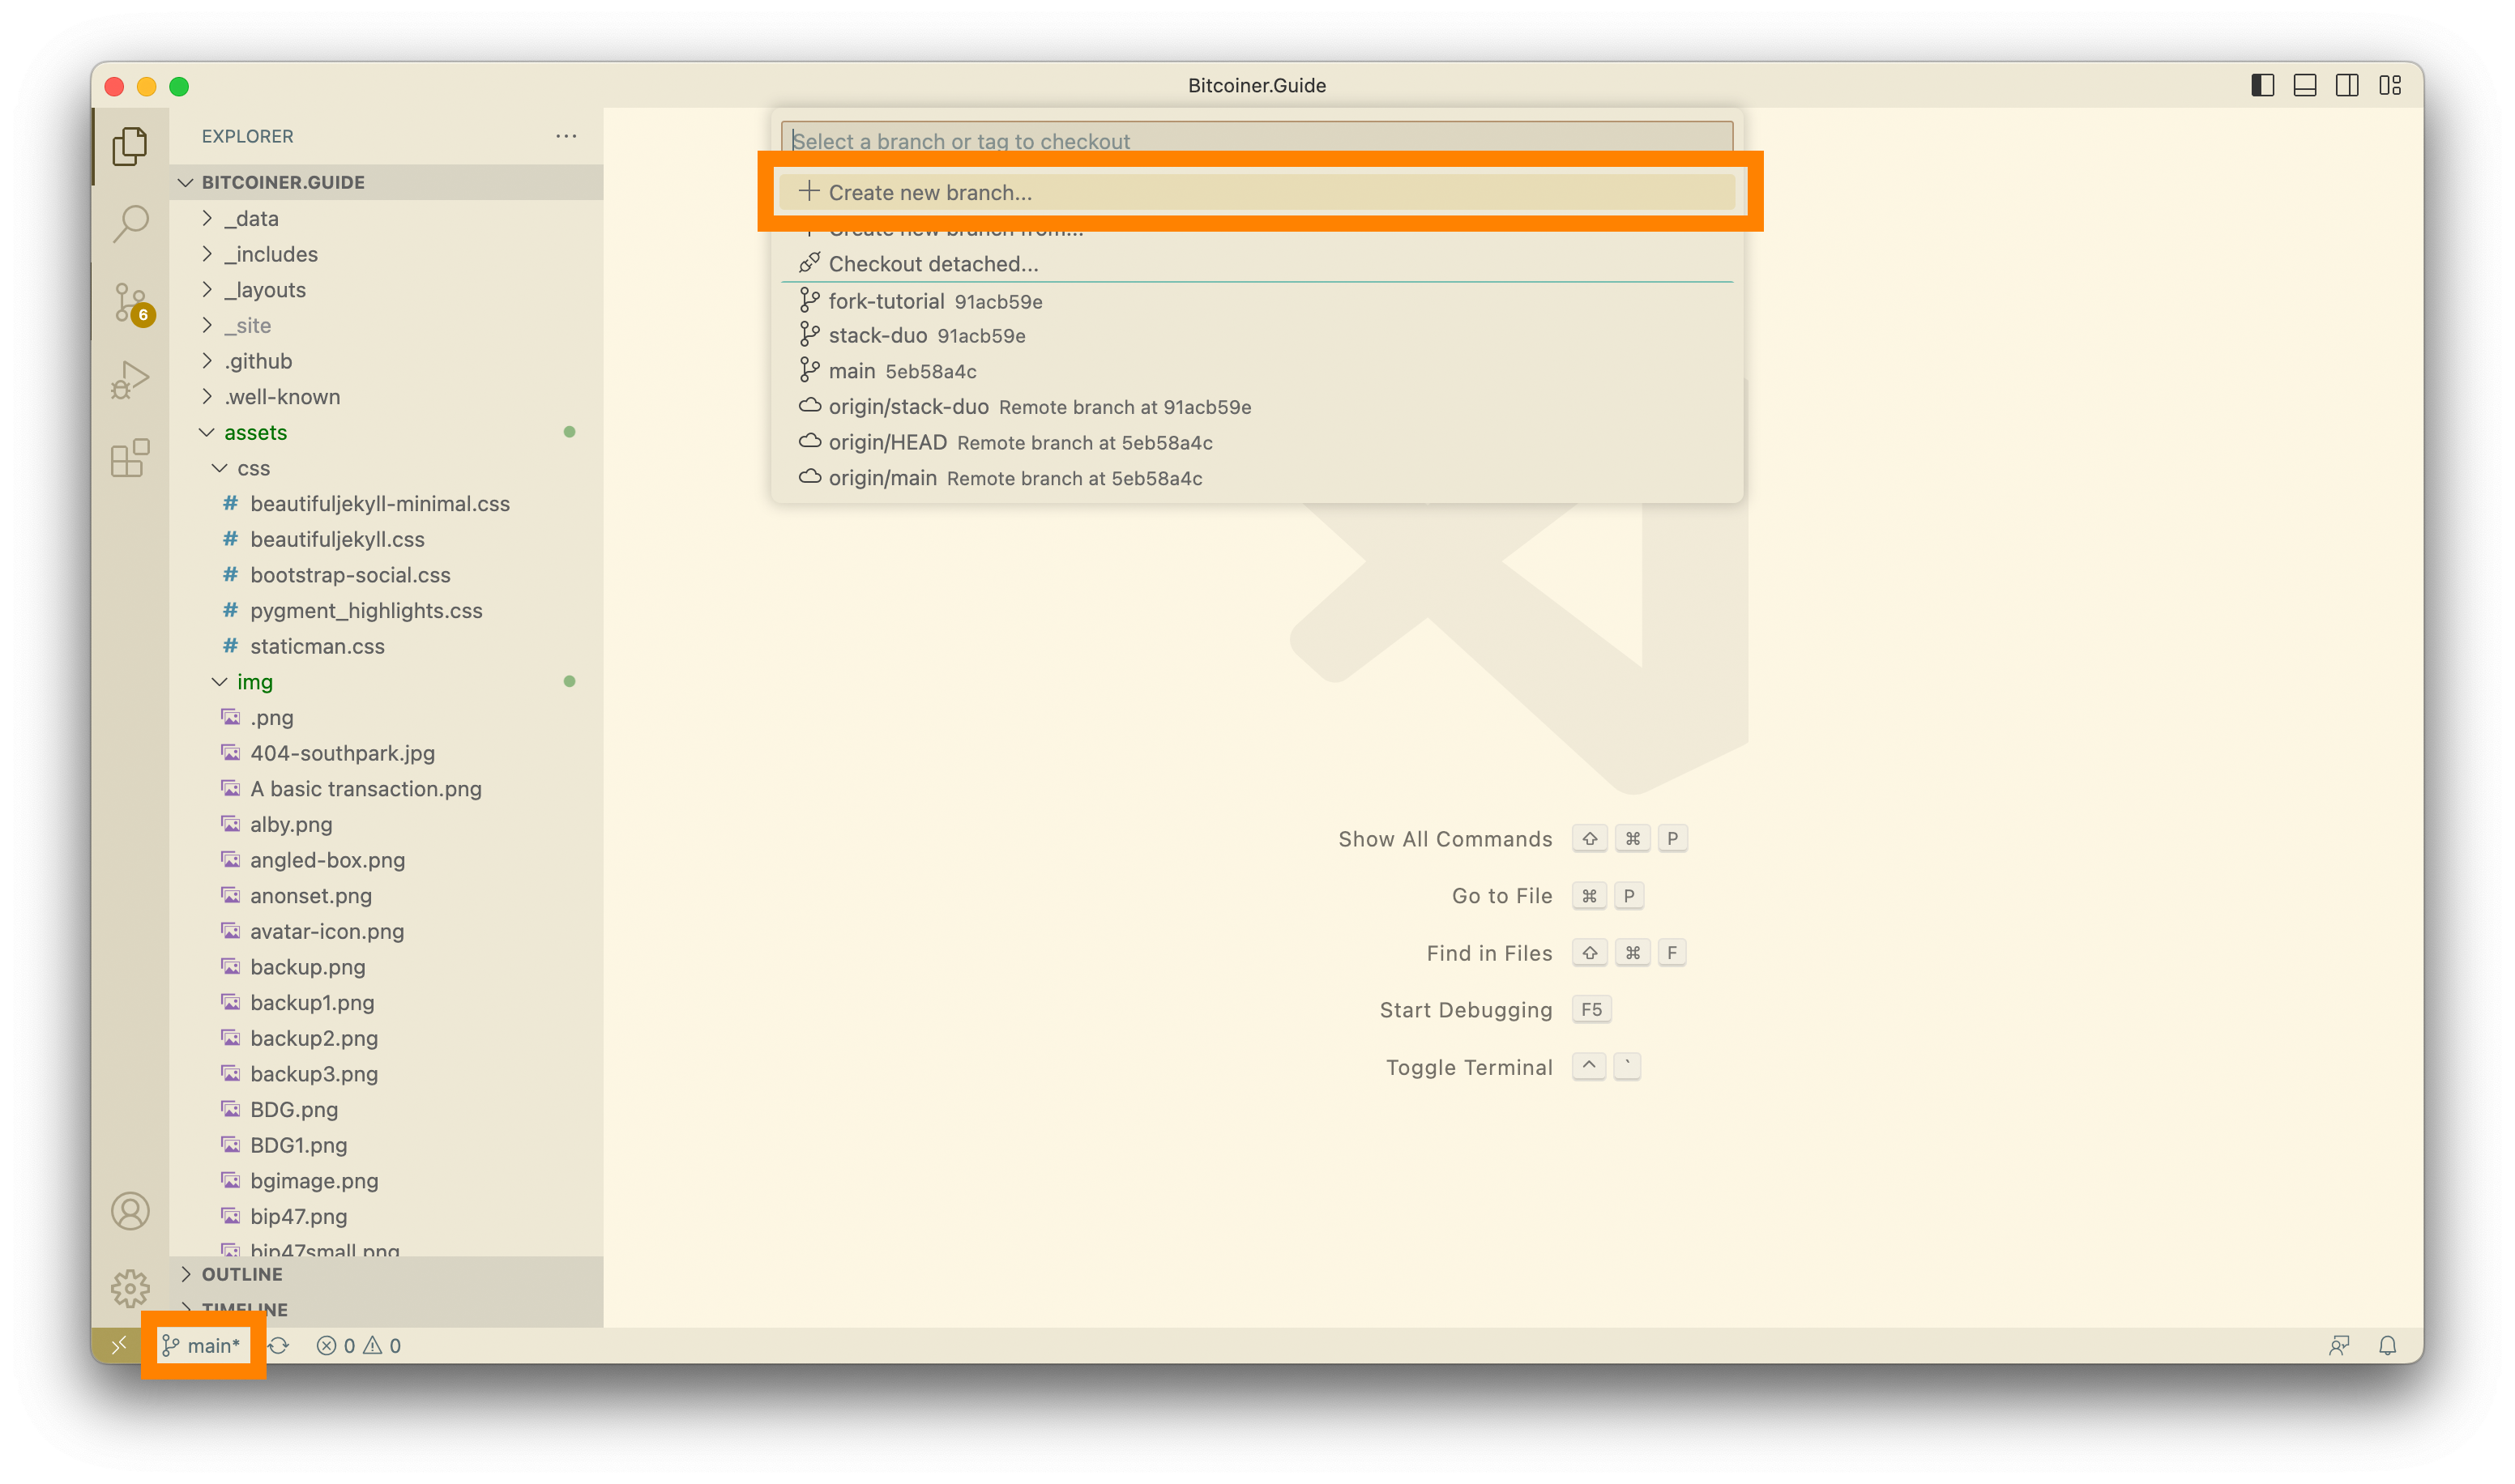 Bitcoiner.Guide
EXPLORER
BITCOINER.GUIDE
_data
_includes
_layouts
_site
.github
.well-known
assets
css
# beautifuljekyll-minimal.css
# beautifuljekyll.css
# bootstrap-social.css
# pygment_highlights.css
# staticman.css
img
.png
404-southpark.jpg
A basic transaction.png
alby.png
angled-box.png
anonset.png
avatar-icon.png
backup.png
backup1.png
backup2.png
backup3.png
BDG.png
BDG1.png
bgimage.png
bip47.png
bip47small.png
OUTLINE
TIMELINE
6
Select a branch or tag to checkout
Create new branch...
Create new branch from...
Checkout detached...
fork-tutorial 91acb59e
stack-duo 91acb59e
main 5eb58a4c
origin/stack-duo Remote branch at 91acb59e
origin/HEAD Remote branch at 5eb58a4c
origin/main Remote branch at 5eb58a4c
Show All Commands ⇧ ⌘ P
Go to File ⌘ P
Find in Files ⇧ ⌘ F
Start Debugging F5
Toggle Terminal ^ `
main* 0 0